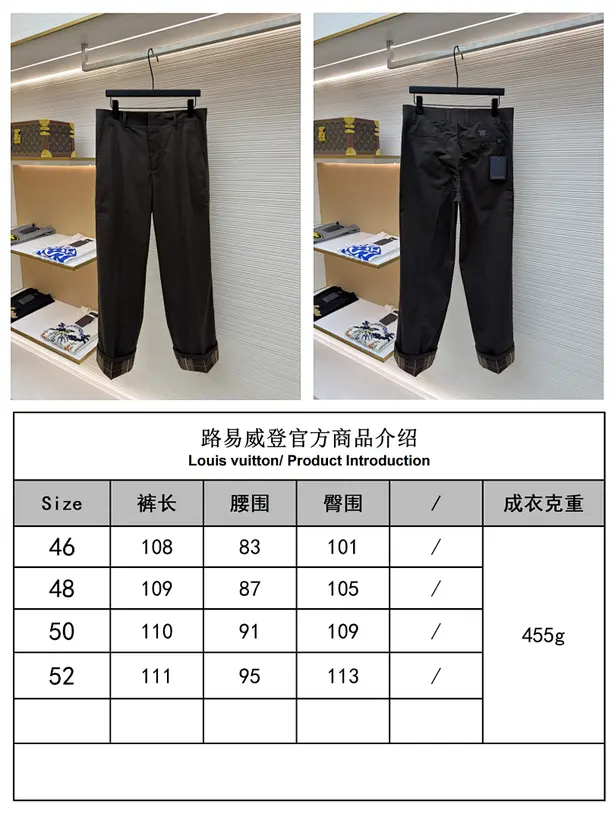 路易威登官方商品介绍
Louis vuitton/ Product Introduction
Size 裤长 腰围 臀围 / 成衣克重
46 108 83 101 /
48 109 87 105 /
50 110 91 109 /
52 111 95 113 /
455g